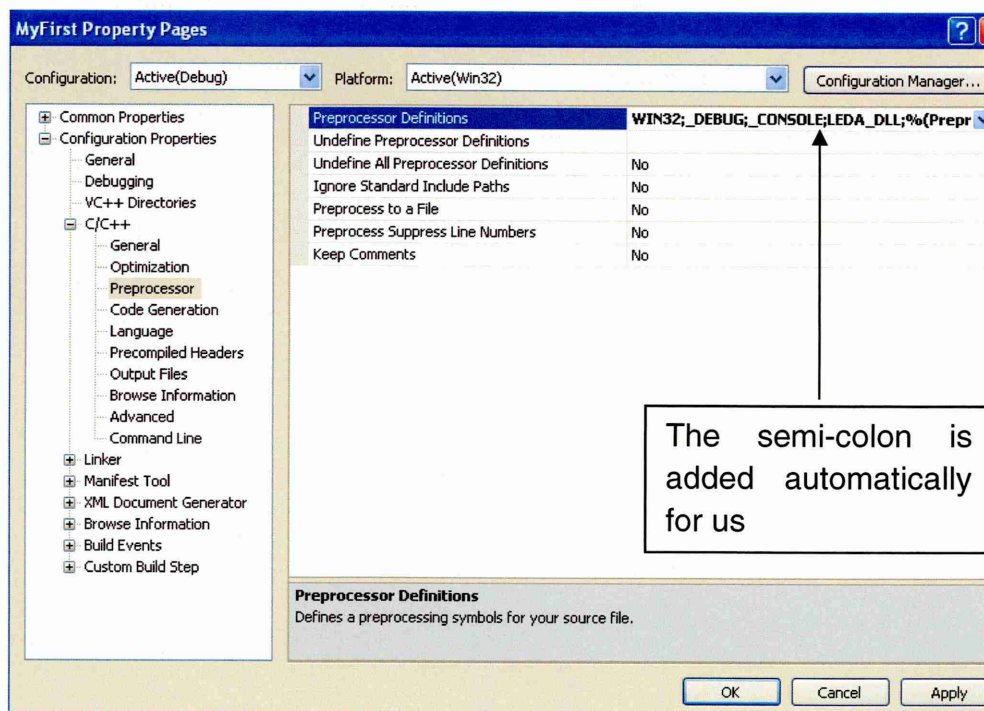 MyFirst Property Pages
?
Configuration: Active(Debug) Platform: Active(Win32) Configuration Manager...
Common Properties
Configuration Properties
General
Debugging
VC++ Directories
C/C++
General
Optimization
Preprocessor
Code Generation
Language
Precompiled Headers
Output Files
Browse Information
Advanced
Command Line
Linker
Manifest Tool
XML Document Generator
Browse Information
Build Events
Custom Build Step
Preprocessor Definitions WIN32;_DEBUG;_CONSOLE;LEDA_DLL;%(Prepr
Undefine Preprocessor Definitions
Undefine All Preprocessor Definitions No
Ignore Standard Include Paths No
Preprocess to a File No
Preprocess Suppress Line Numbers No
Keep Comments No
The semi-colon is
added automatically
for us
Preprocessor Definitions
Defines a preprocessing symbols for your source file.
OK Cancel Apply